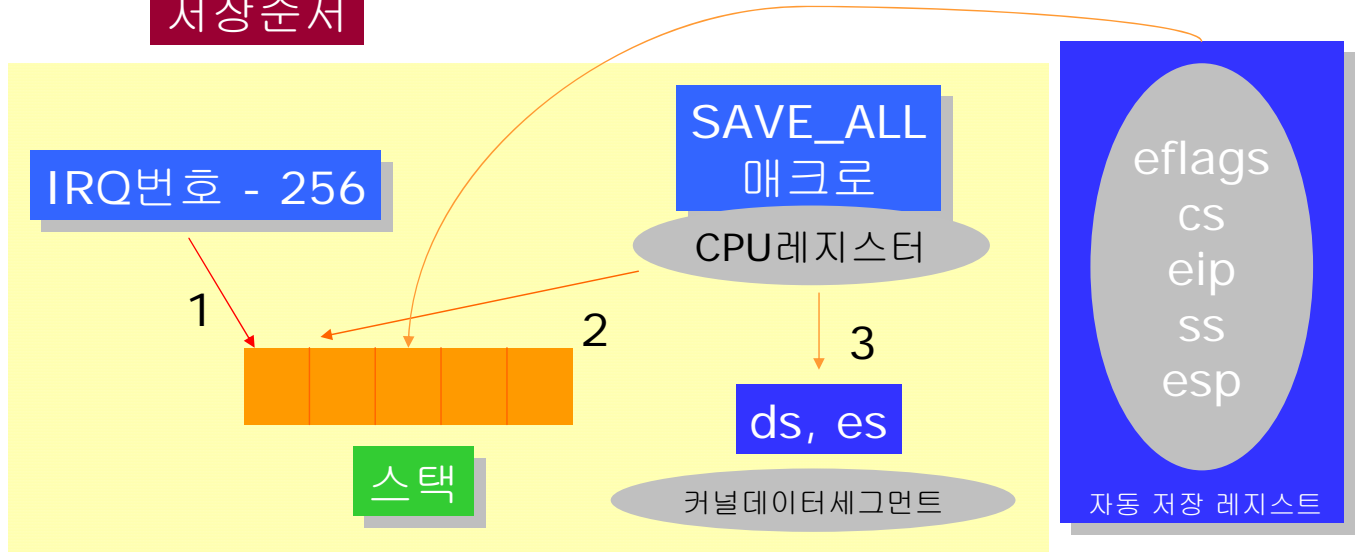 저장순서
IRQ번호 - 256
SAVE_ALL
매크로
CPU레지스터
1
2
3
스택
ds, es
커널데이터세그먼트
eflags
cs
eip
ss
esp
자동 저장 레지스트